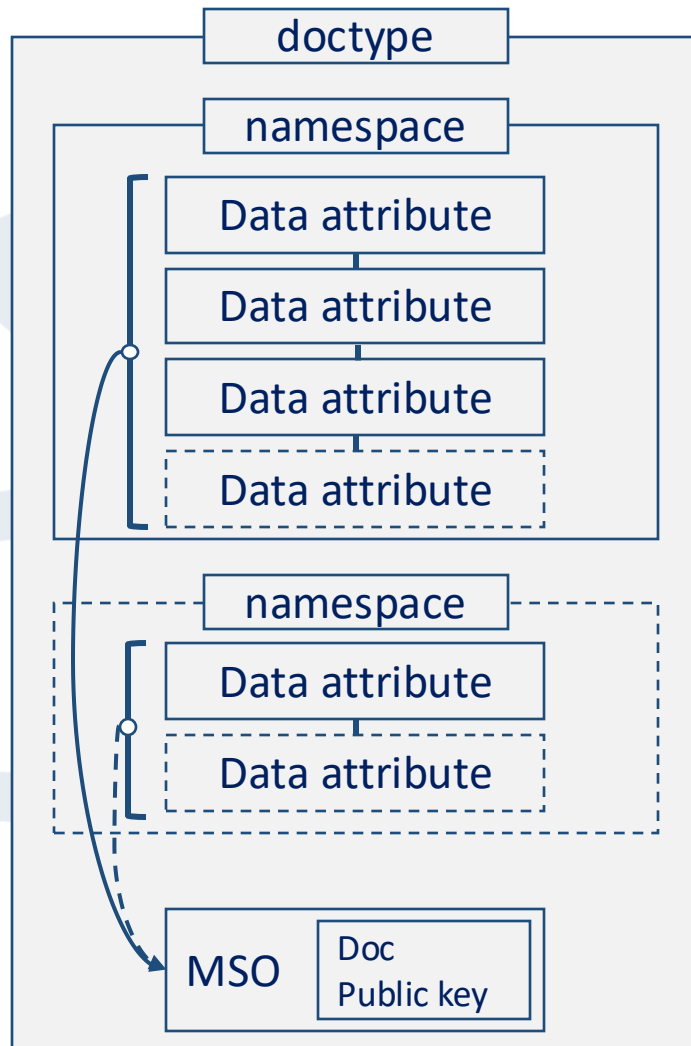 doctype
namespace
Data attribute
Data attribute
Data attribute
Data attribute
namespace
Data attribute
Data attribute
MSO
Doc
Public key